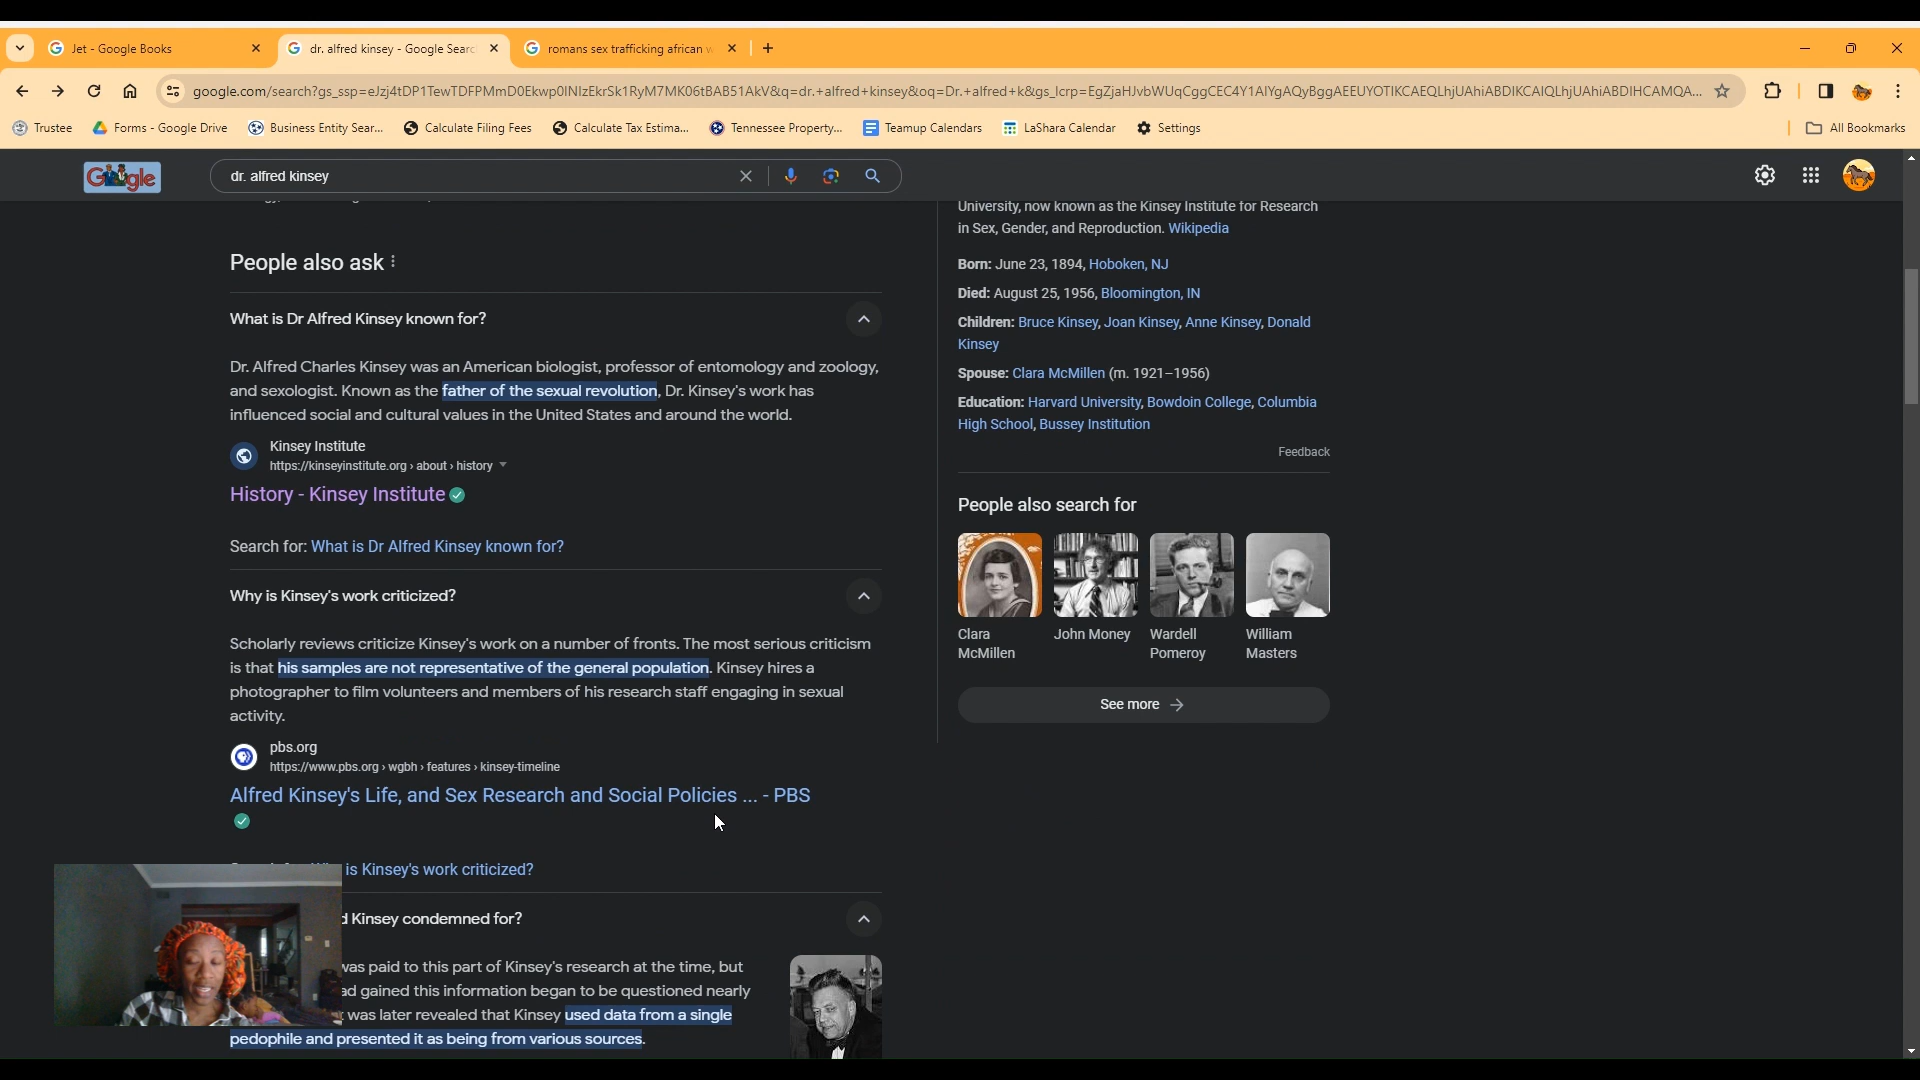 Jet - Google Books
dr. alfred kinsey - Google Searc
romans sex trafficking african w
google.com/search?gs_ssp=eJzj4tDP1TewTDFPMmD0Ekwp0INIzEkrSk1RyM7MK06tBAB51AkV&q=dr.+alfred+kinsey&oq=Dr.+alfred+k&gs_lcrp=EgZjaHJvbWUqCggCEC4Y1AIYgAQyBggAEEUYOTIKCAEQLhjUAhiABDIKCAIQLhjUAhiABDIHCAMQA...
Trustee
Forms - Google Drive
Business Entity Sear...
Calculate Filing Fees
Calculate Tax Estima...
Tennessee Property...
Teamup Calendars
LaShara Calendar
Settings
All Bookmarks
Google
dr. alfred kinsey
People also ask
What is Dr Alfred Kinsey known for?
Dr. Alfred Charles Kinsey was an American biologist, professor of entomology and zoology,
and sexologist. Known as the father of the sexual revolution, Dr. Kinsey's work has
influenced social and cultural values in the United States and around the world.
Kinsey Institute
https://kinseyinstitute.org › about › history
History - Kinsey Institute
Search for: What is Dr Alfred Kinsey known for?
Why is Kinsey's work criticized?
Scholarly reviews criticize Kinsey's work on a number of fronts. The most serious criticism
is that his samples are not representative of the general population. Kinsey hires a
photographer to film volunteers and members of his research staff engaging in sexual
activity.
pbs.org
https://www.pbs.org › wgbh › features › kinsey-timeline
Alfred Kinsey's Life, and Sex Research and Social Policies ... - PBS
is Kinsey's work criticized?
d Kinsey condemned for?
was paid to this part of Kinsey's research at the time, but
ad gained this information began to be questioned nearly
was later revealed that Kinsey used data from a single
pedophile and presented it as being from various sources.
University, now known as the Kinsey Institute for Research
in Sex, Gender, and Reproduction. Wikipedia
Born: June 23, 1894, Hoboken, NJ
Died: August 25, 1956, Bloomington, IN
Children: Bruce Kinsey, Joan Kinsey, Anne Kinsey, Donald
Kinsey
Spouse: Clara McMillen (m. 1921–1956)
Education: Harvard University, Bowdoin College, Columbia
High School, Bussey Institution
Feedback
People also search for
Clara
McMillen
John Money
Wardell
Pomeroy
William
Masters
See more